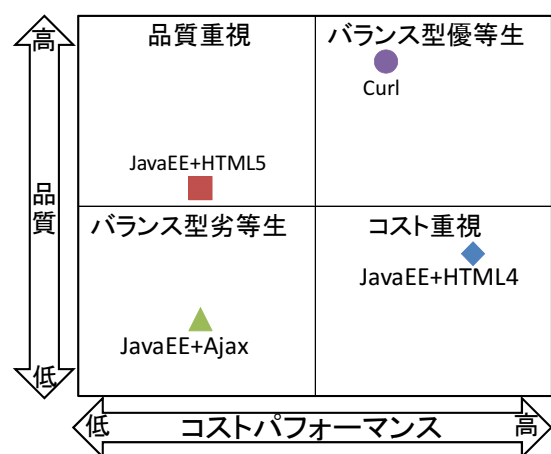 高
品質重視
バランス型優等生
Curl
JavaEE+HTML5
品質
バランス型劣等生
コスト重視
JavaEE+HTML4
JavaEE+Ajax
低
低
コストパフォーマンス
高